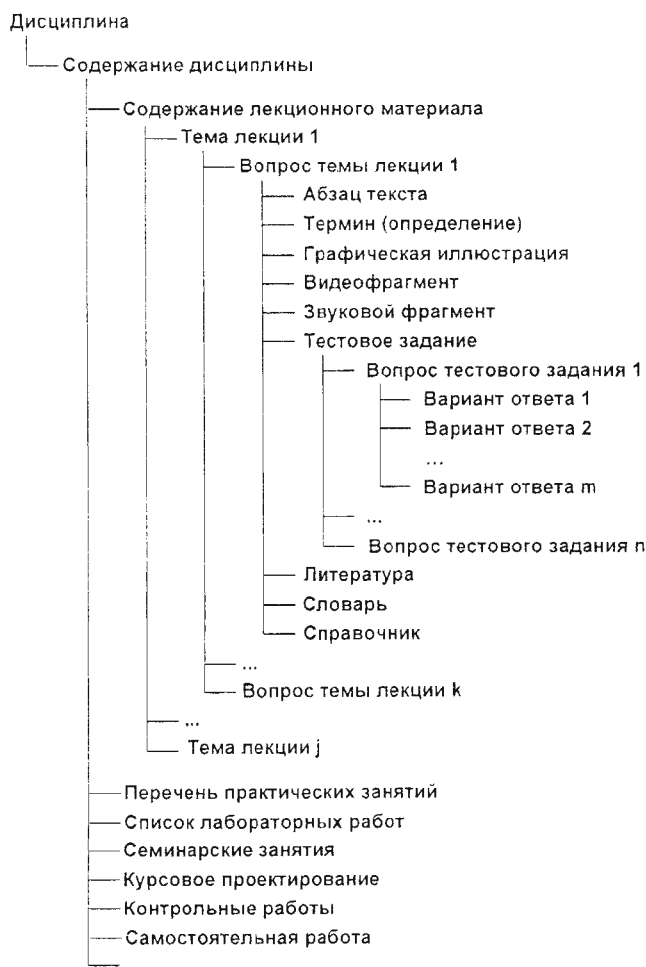 Дисциплина
Содержание дисциплины
Содержание лекционного материала
Тема лекции 1
Вопрос темы лекции 1
Абзац текста
Термин (определение)
Графическая иллюстрация
Видеофрагмент
Звуковой фрагмент
Тестовое задание
Вопрос тестового задания 1
Вариант ответа 1
Вариант ответа 2
...
Вариант ответа m
...
Вопрос тестового задания n
Литература
Словарь
Справочник
...
Вопрос темы лекции k
...
Тема лекции j
Перечень практических занятий
Список лабораторных работ
Семинарские занятия
Курсовое проектирование
Контрольные работы
Самостоятельная работа